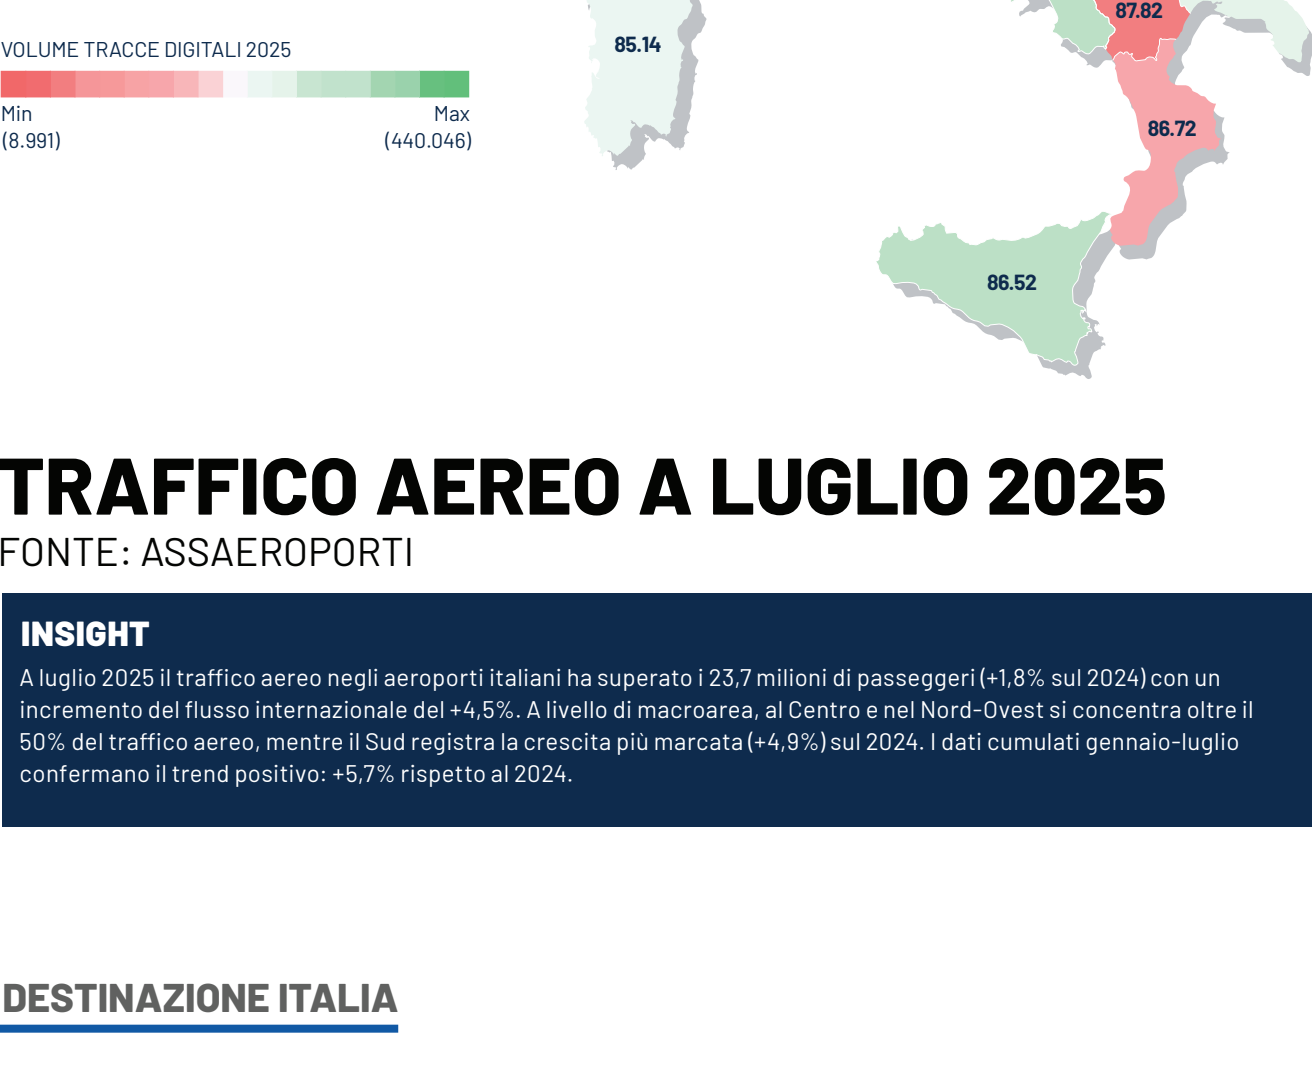 87.82
VOLUME TRACCE DIGITALI 2025
85.14
Min
Max
(8.991)
(440.046)
86.72
86.52
TRAFFICO AEREO A LUGLIO 2025
FONTE: ASSAEROPORTI
INSIGHT
A luglio 2025 il traffico aereo negli aeroporti italiani ha superato i 23,7 milioni di passeggeri (+1,8% sul 2024) con un
incremento del flusso internazionale del +4,5%. A livello di macroarea, al Centro e nel Nord-Ovest si concentra oltre il
50% del traffico aereo, mentre il Sud registra la crescita più marcata (+4,9%) sul 2024. I dati cumulati gennaio-luglio
confermano il trend positivo: +5,7% rispetto al 2024.
DESTINAZIONE ITALIA